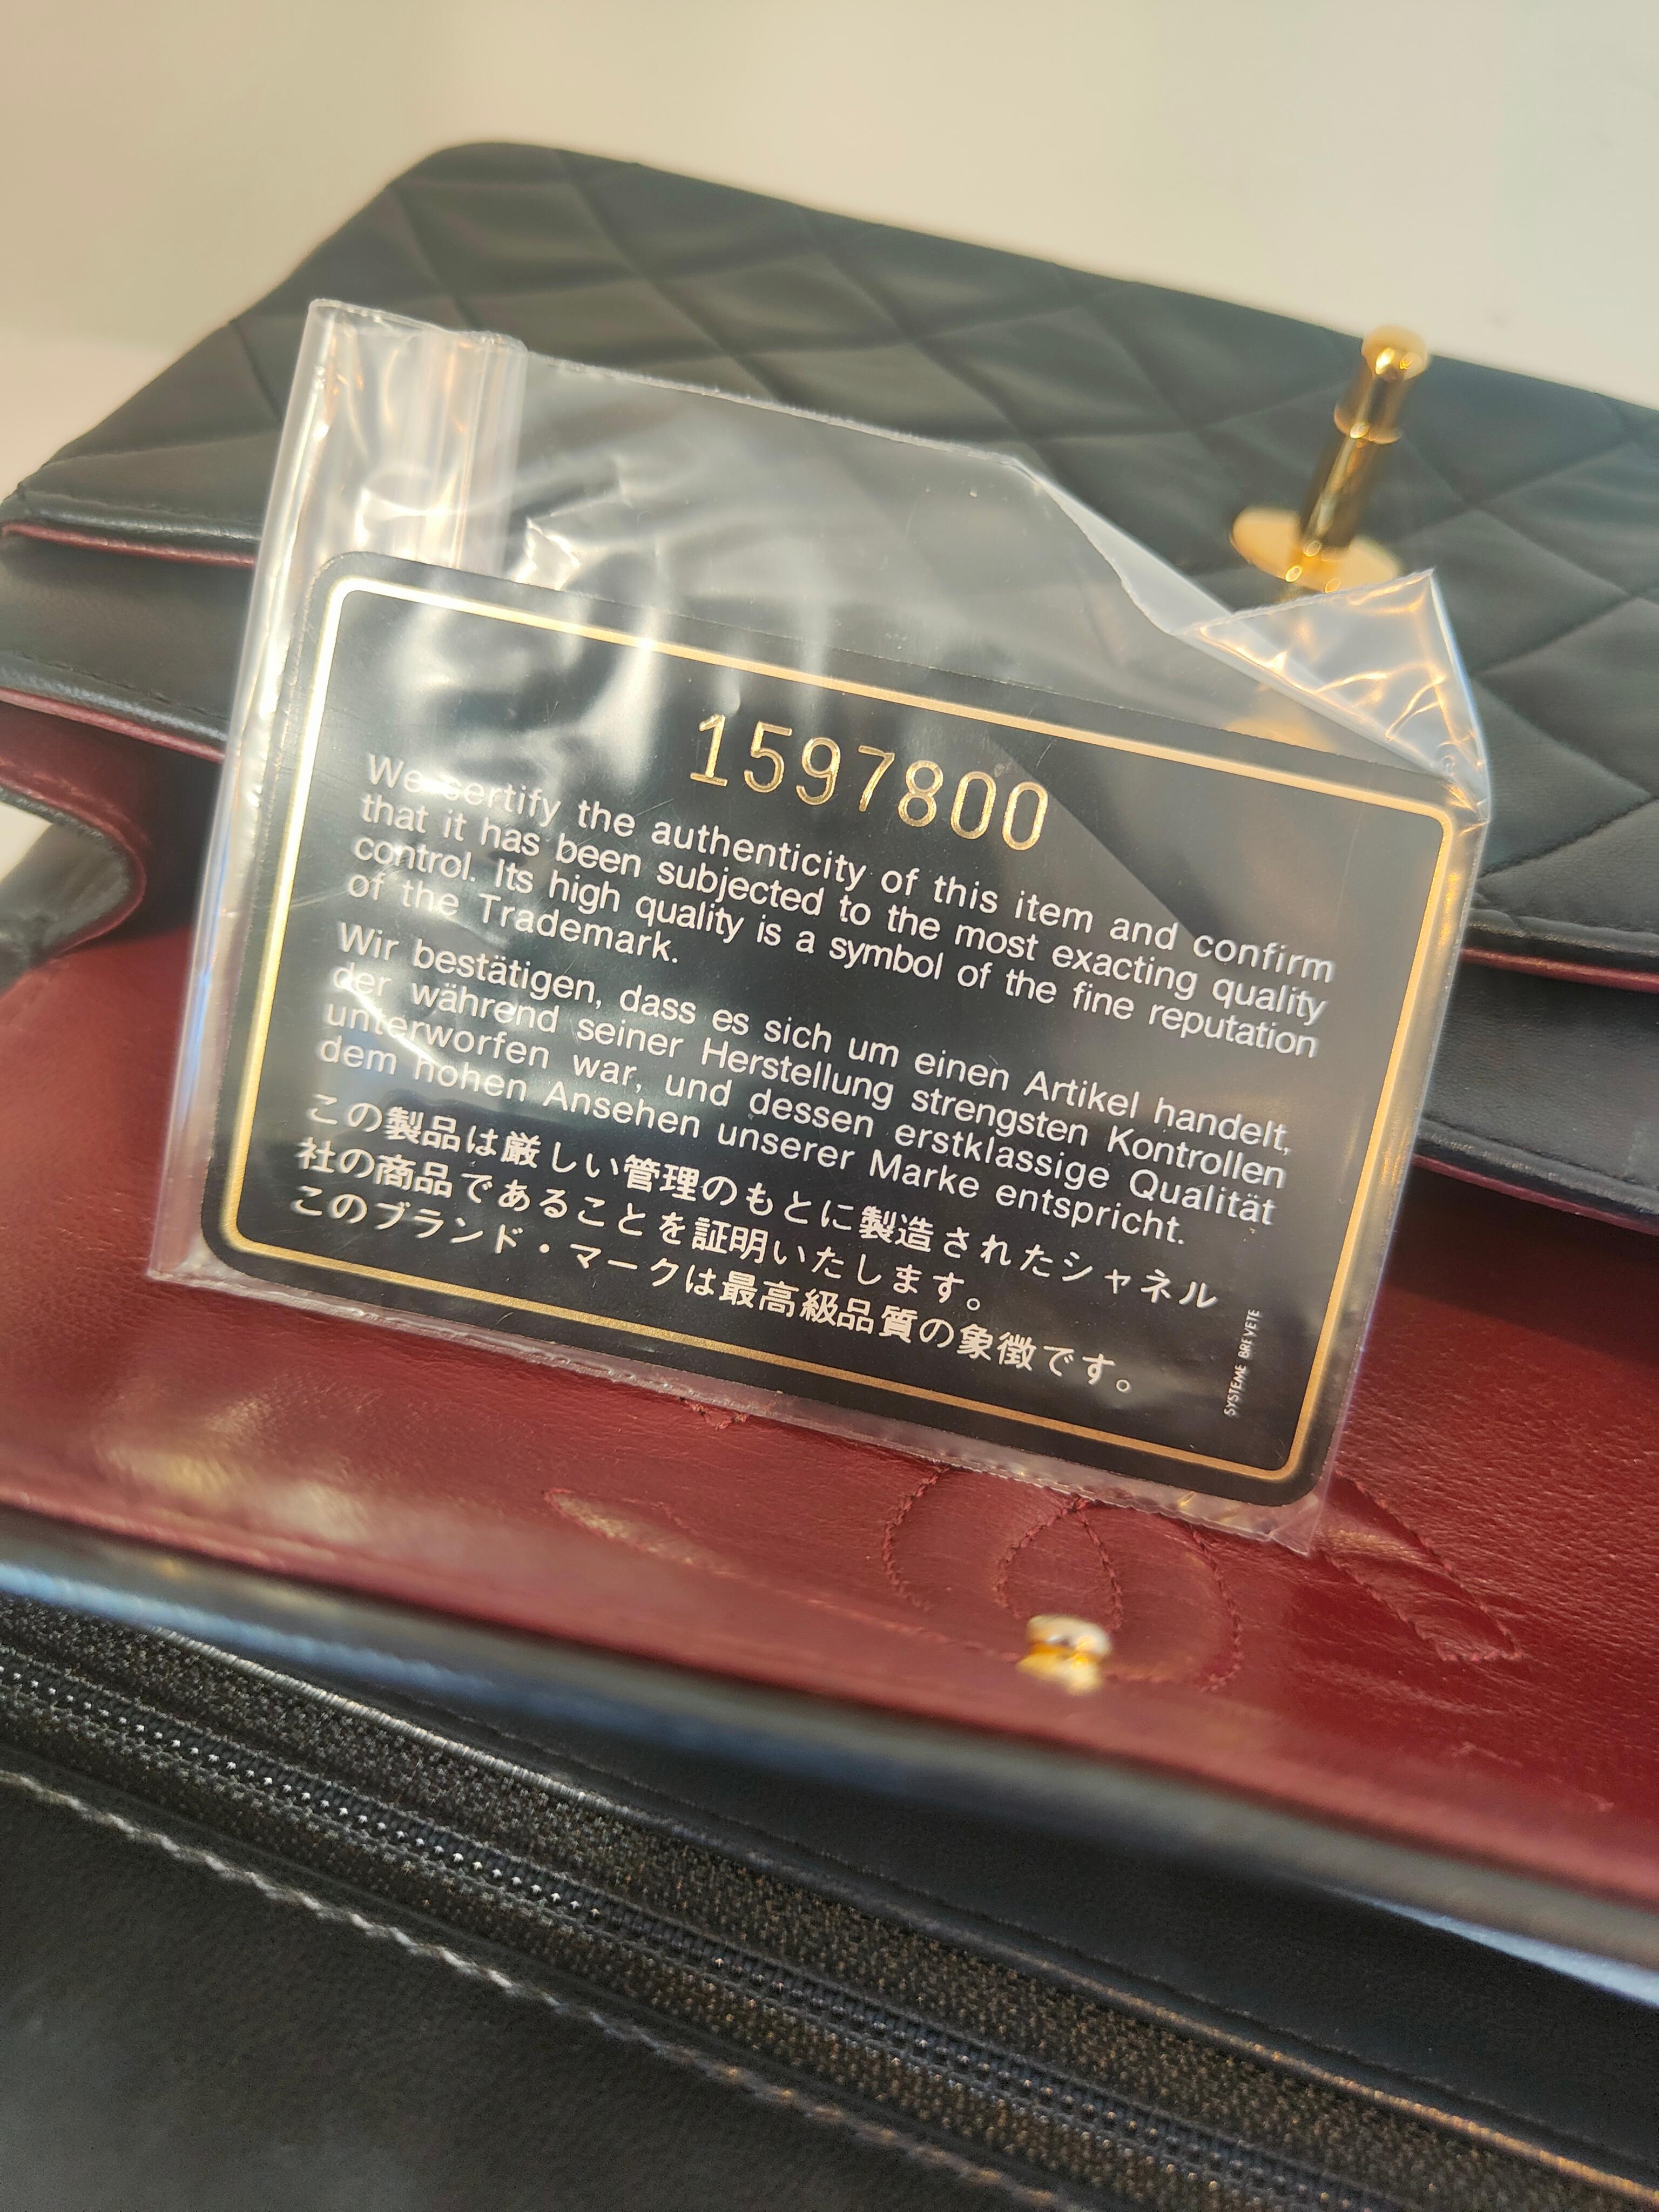 1597800
We certify the authenticity of this item and confirm
that it has been subjected to the most exacting quality
control. Its high quality is a symbol of the fine reputation
of the Trademark.
Wir bestätigen, dass es sich um einen Artikel handelt,
der während seiner Herstellung strengsten Kontrollen
unterworfen war, und dessen erstklassige Qualität
dem hohen Ansehen unserer Marke entspricht.
この製品は厳しい管理のもとに製造されたシャネル
社の商品であることを証明いたします。
このブランド・マークは最高級品質の象徴です。
SYSTEME BREVETE